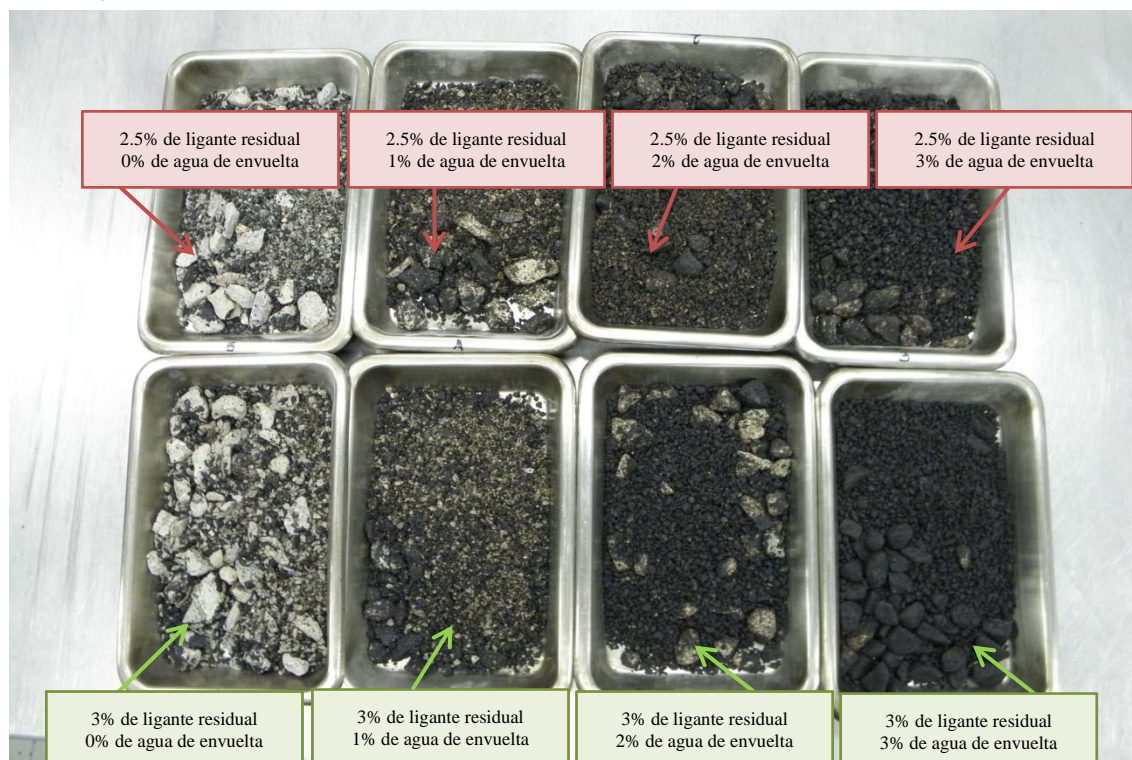 2.5% de ligante residual
0% de agua de envuelta
2.5% de ligante residual
1% de agua de envuelta
2.5% de ligante residual
2% de agua de envuelta
2.5% de ligante residual
3% de agua de envuelta
3% de ligante residual
0% de agua de envuelta
3% de ligante residual
1% de agua de envuelta
3% de ligante residual
2% de agua de envuelta
3% de ligante residual
3% de agua de envuelta